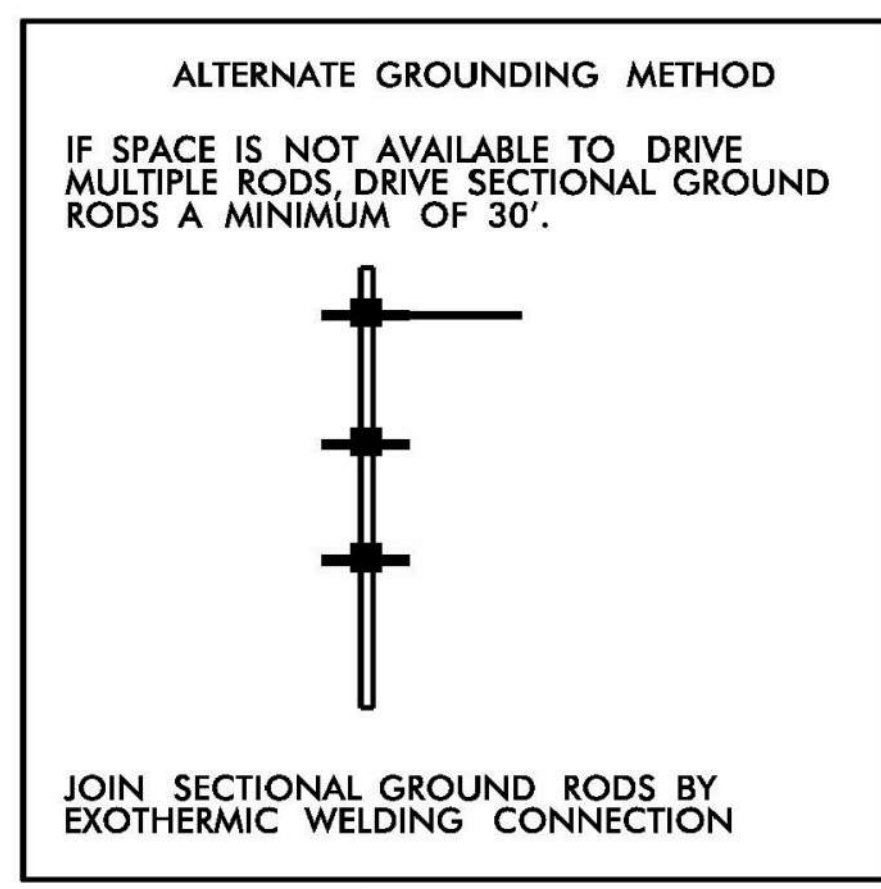 ALTERNATE GROUNDING METHOD
IF SPACE IS NOT AVAILABLE TO DRIVE
MULTIPLE RODS, DRIVE SECTIONAL GROUND
RODS A MINIMUM OF 30'.
JOIN SECTIONAL GROUND RODS BY
EXOTHERMIC WELDING CONNECTION